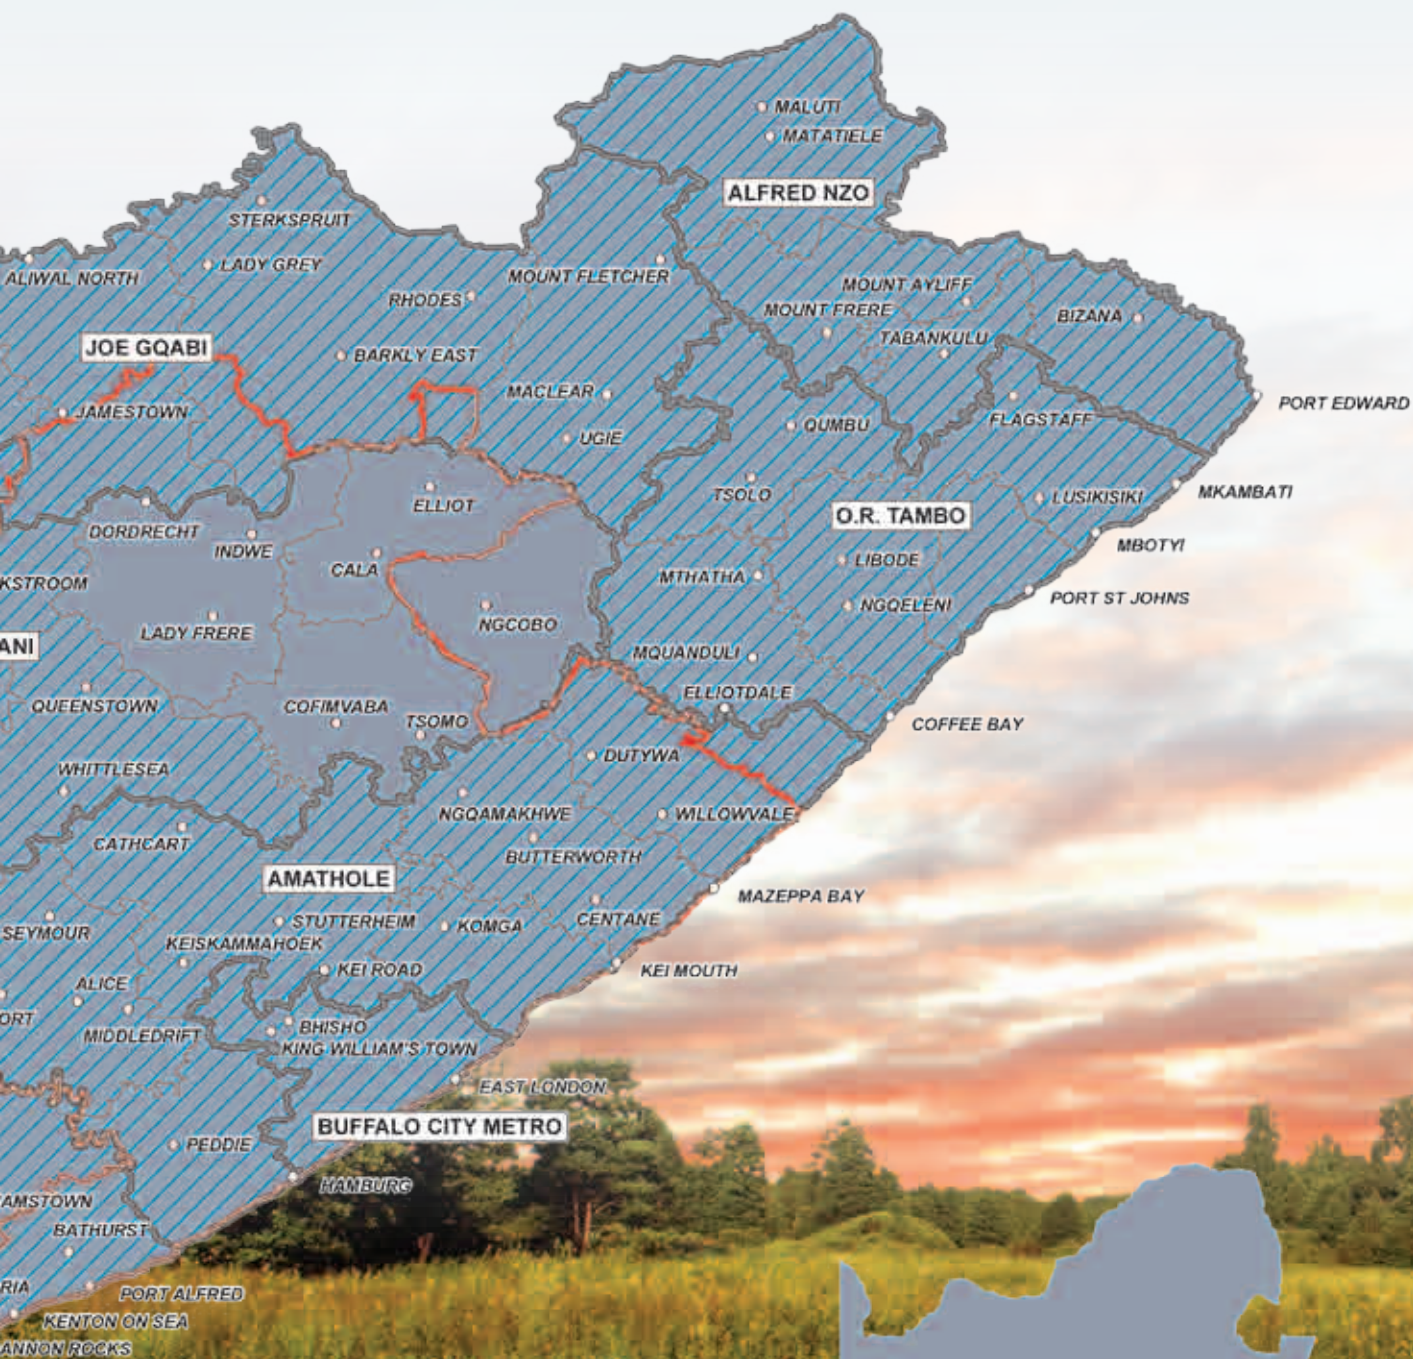 MALUTI
MATATIELE
ALFRED NZO
STERKSPRUIT
LADY GREY
ALIWAL NORTH
MOUNT FLETCHER
RHODES
MOUNT AYLIFF
MOUNT FRERE
BIZANA
TABANKULU
JOE GQABI
BARKLY EAST
MACLEAR
JAMESTOWN
PORT EDWARD
FLAGSTAFF
QUMBU
UGIE
TSOLO
LUSIKISIKI
MKAMBATI
ELLIOT
O.R. TAMBO
DORDRECHT
INDWE
MBOTYI
CALA
LIBODE
MTHATHA
KSTROOM
PORT ST JOHNS
NGQELENI
NGCOBO
LADY FRERE
ANI
MQUANDULI
ELLIOTDALE
QUEENSTOWN
COFIMVABA
TSOMO
COFFEE BAY
DUTYWA
WHITTLESEA
NGQAMAKHWE
WILLOWVALE
CATHCART
BUTTERWORTH
AMATHOLE
MAZEPPA BAY
STUTTERHEIM
KOMGA
CENTANE
SEYMOUR
KEISKAMMAHOEK
KEI ROAD
KEI MOUTH
ALICE
ORT
MIDDLEDRIFT
BHISHO
KING WILLIAM'S TOWN
EAST LONDON
BUFFALO CITY METRO
PEDDIE
HAMBURG
AMSTOWN
BATHURST
RIA
PORT ALFRED
KENTON ON SEA
ANNON ROCKS